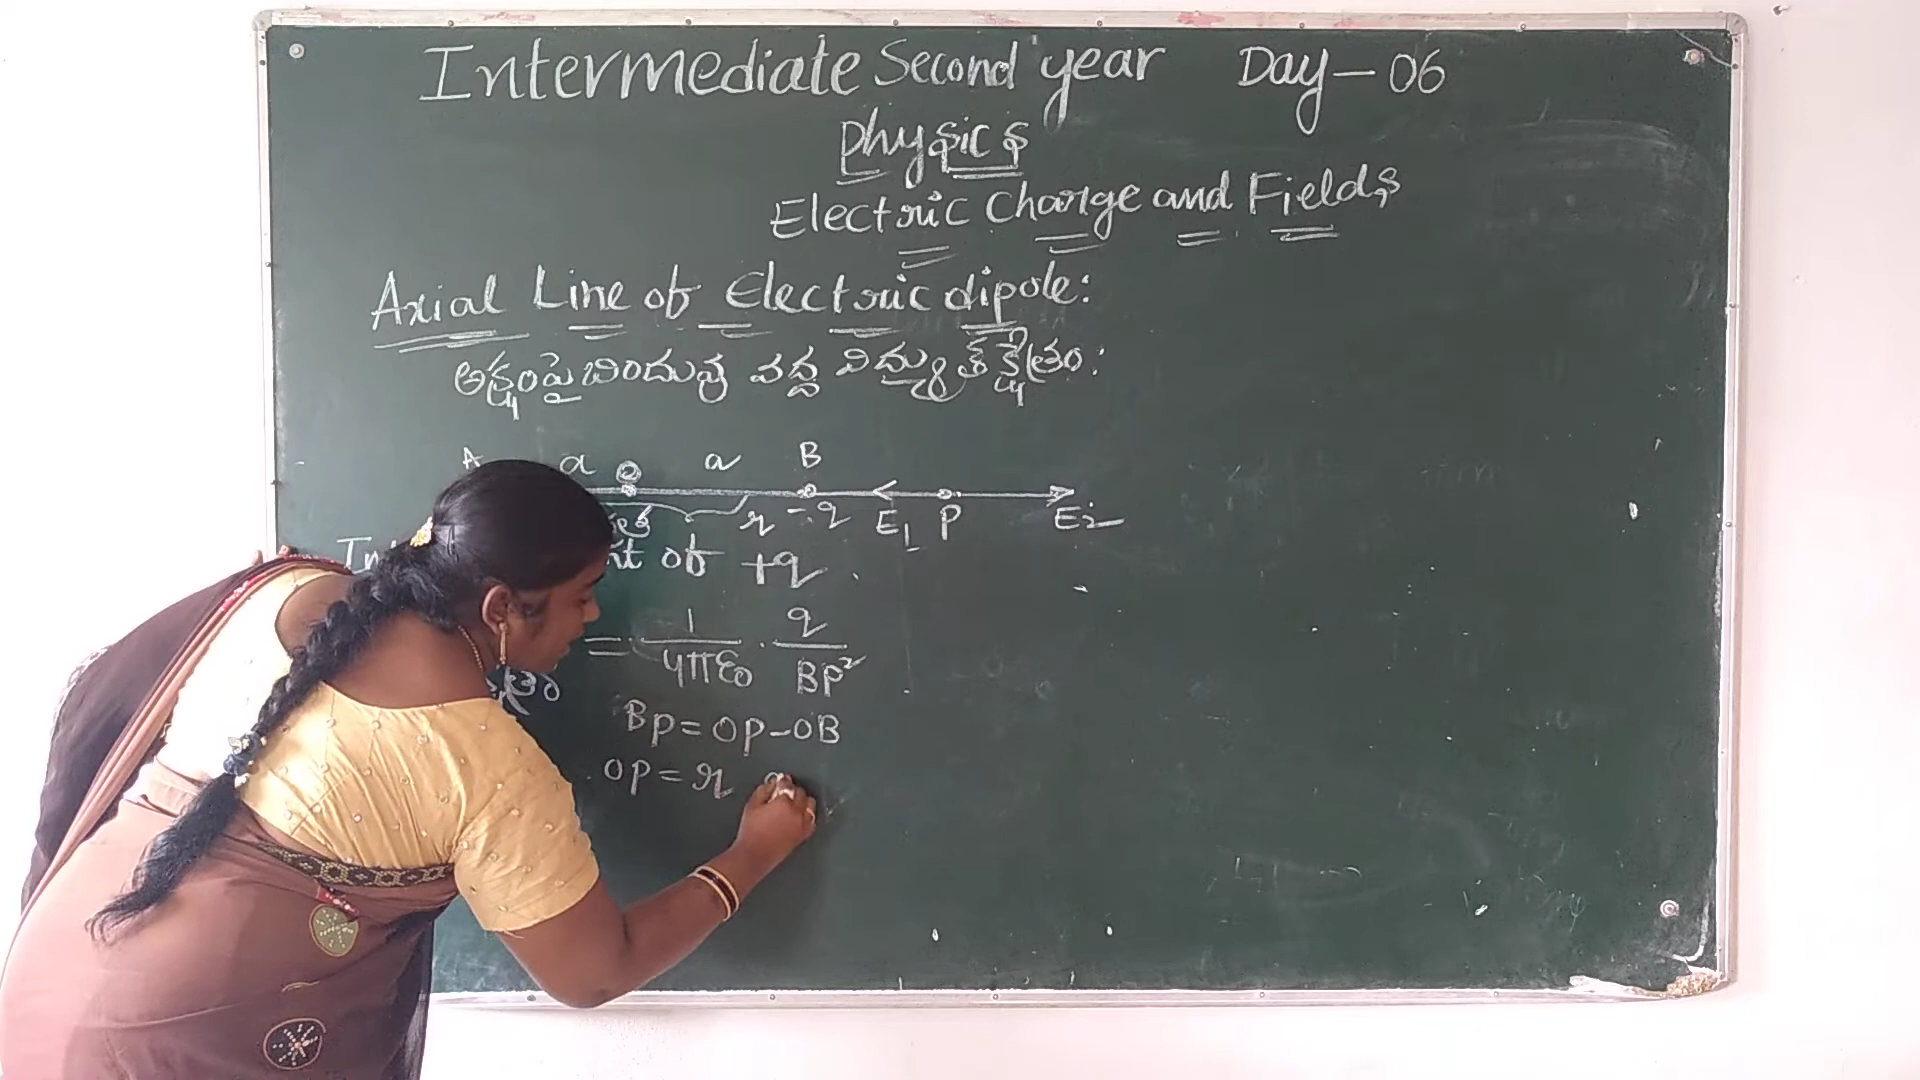 Intermediate Second year Day-06
Physics
Electric Charge and Fields
Axial Line of Electric dipole:
అక్షంపై బిందువు వద్ద విద్యుత్ క్షేత్రం:
A a O a B
r -q E1 P E2
of +q
= 1/4πε0 . q/BP²
BP=OP-OB
OP=r